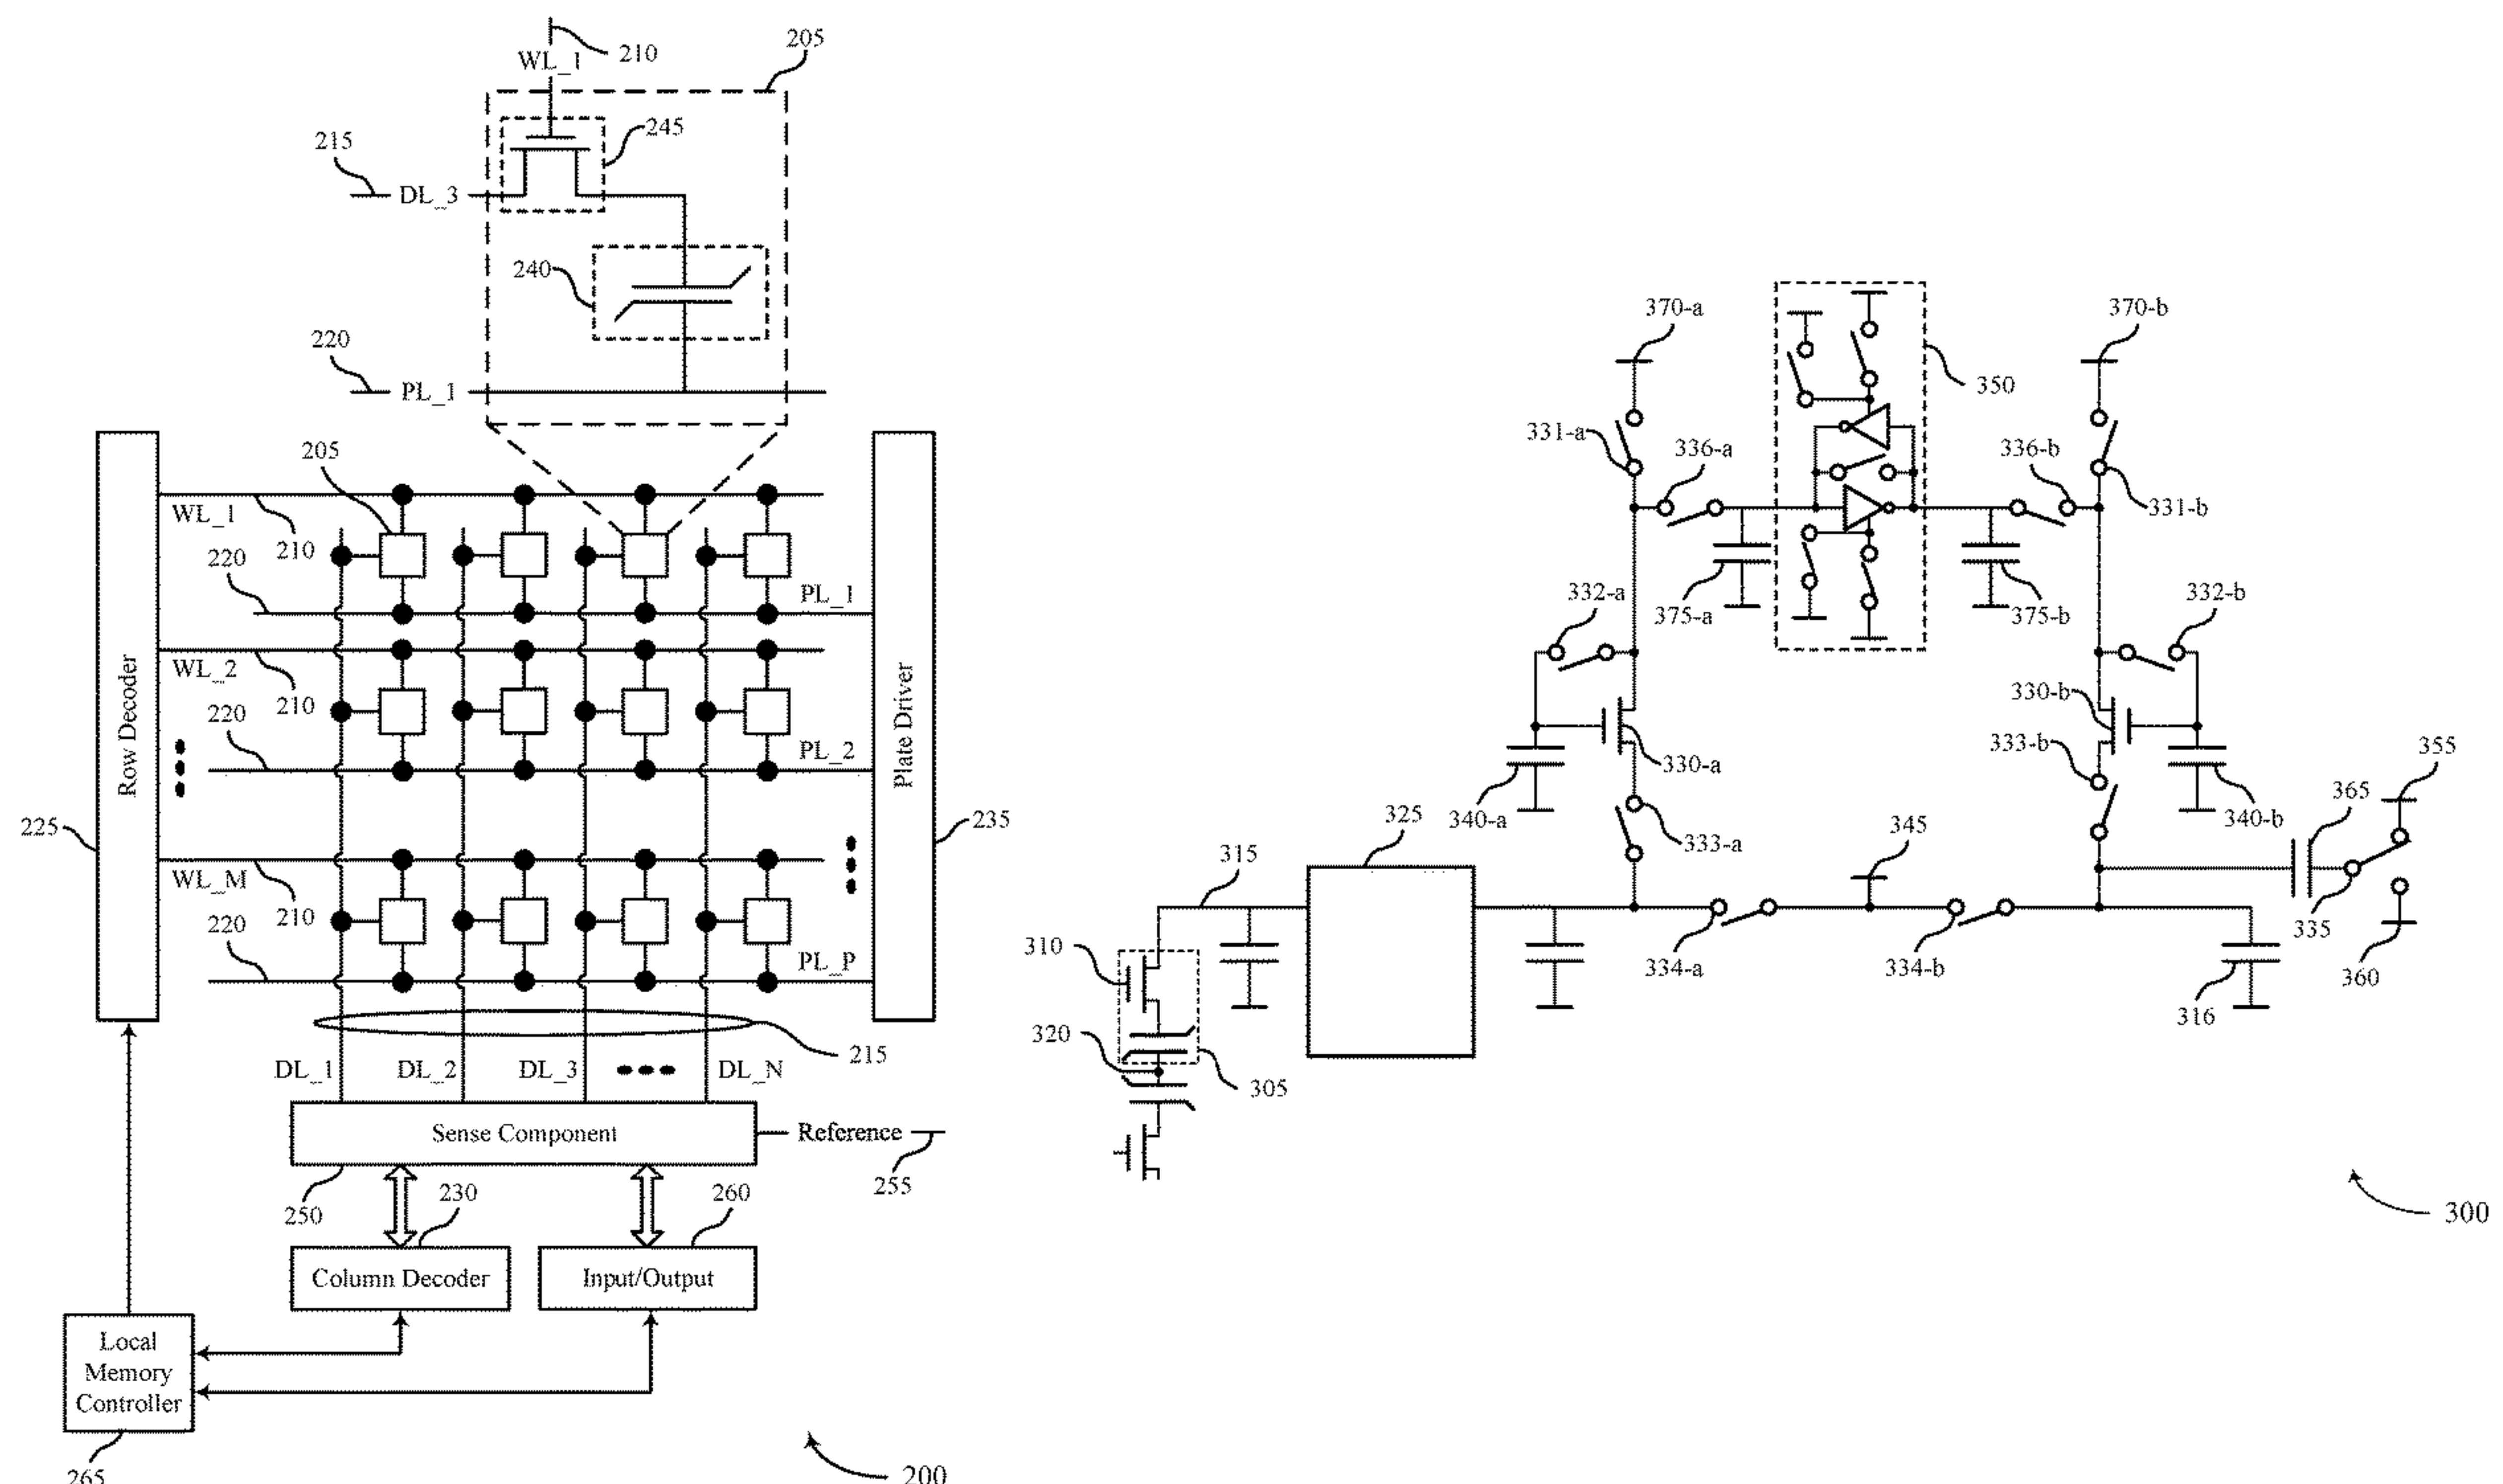 WL_1
210
205
245
215
DL_3
240
220
PL_1
205
WL_1
210
220
PL_1
WL_2
210
220
PL_2
Row Decoder
Plate Driver
225
235
WL_M
210
220
PL_P
215
DL_1
DL_2
DL_3
DL_N
Sense Component
Reference
255
250
230
260
Column Decoder
Input/Output
Local
Memory
Controller
265
200
370-a
370-b
350
331-a
336-a
336-b
331-b
375-a
375-b
332-a
332-b
330-b
330-a
333-b
340-a
340-b
333-a
355
365
325
345
315
335
360
310
334-a
334-b
316
320
305
300